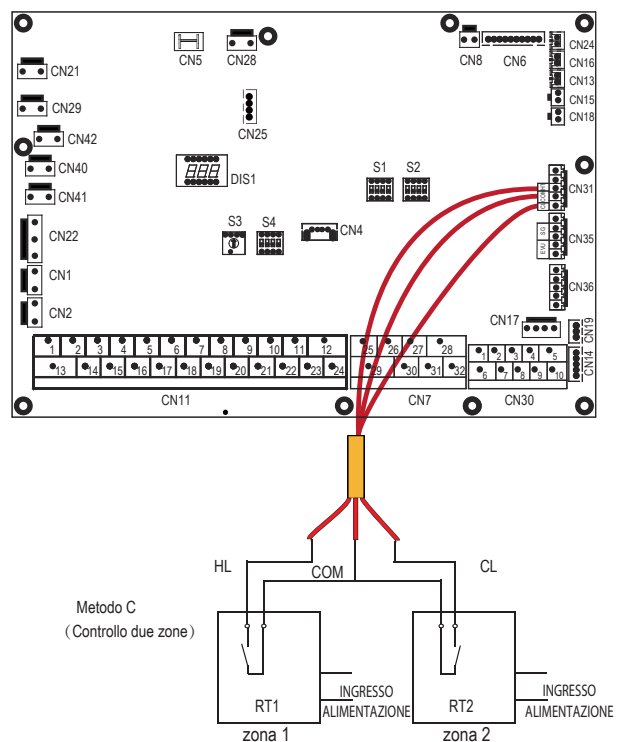 CN5
CN28
CN8
CN6
CN24
CN16
CN13
CN15
CN18
CN21
CN29
CN42
CN40
CN41
CN22
CN1
CN2
CN25
DIS1
S1
S2
S3
S4
CN4
CN31
SG
EVU
CN35
CN36
CN17
CN19
CN14
1 2 3 4 5 6 7 8 9 10 11 12
13 14 15 16 17 18 19 20 21 22 23 24
25 26 27 28
29 30 31 32
1 2 3 4 5
6 7 8 9 10
CN11
CN7
CN30
HL
COM
CL
Metodo C
(Controllo due zone)
RT1
INGRESSO
ALIMENTAZIONE
zona 1
RT2
INGRESSO
ALIMENTAZIONE
zona 2